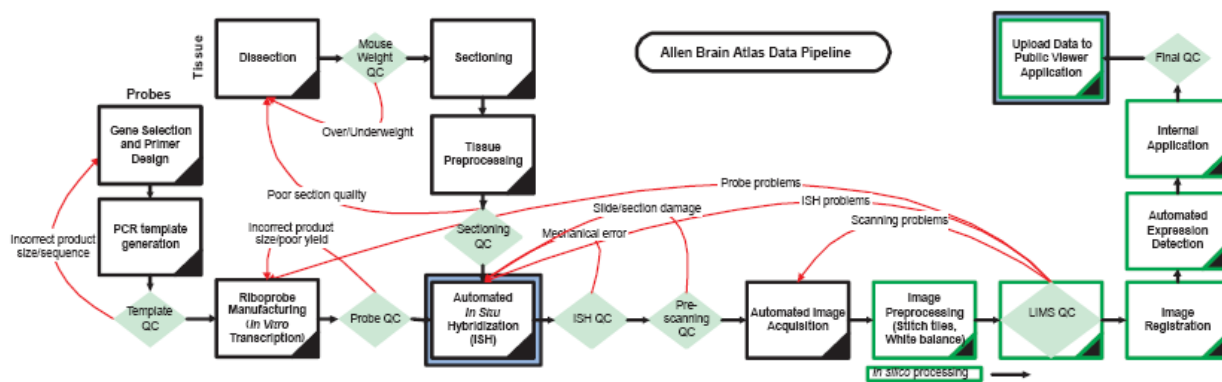 Allen Brain Atlas Data Pipeline
Tissue
Dissection
Mouse
Weight
QC
Sectioning
Over/Underweight
Tissue
Preprocessing
Poor section quality
Sectioning
QC
Probes
Gene Selection
and Primer
Design
PCR template
generation
Incorrect product
size/sequence
Template
QC
Riboprobe
Manufacturing
(In Vitro
Transcription)
Incorrect product
size/poor yield
Probe QC
Automated
In Situ
Hybridization
(ISH)
Mechanical error
ISH QC
Slide/section damage
Pre-
scanning
QC
Automated Image
Acquisition
Probe problems
ISH problems
Scanning problems
Image
Preprocessing
(Stitch tiles,
White balance)
LIMS QC
Image
Registration
Automated
Expression
Detection
Internal
Application
Final QC
Upload Data to
Public Viewer
Application
In silico processing